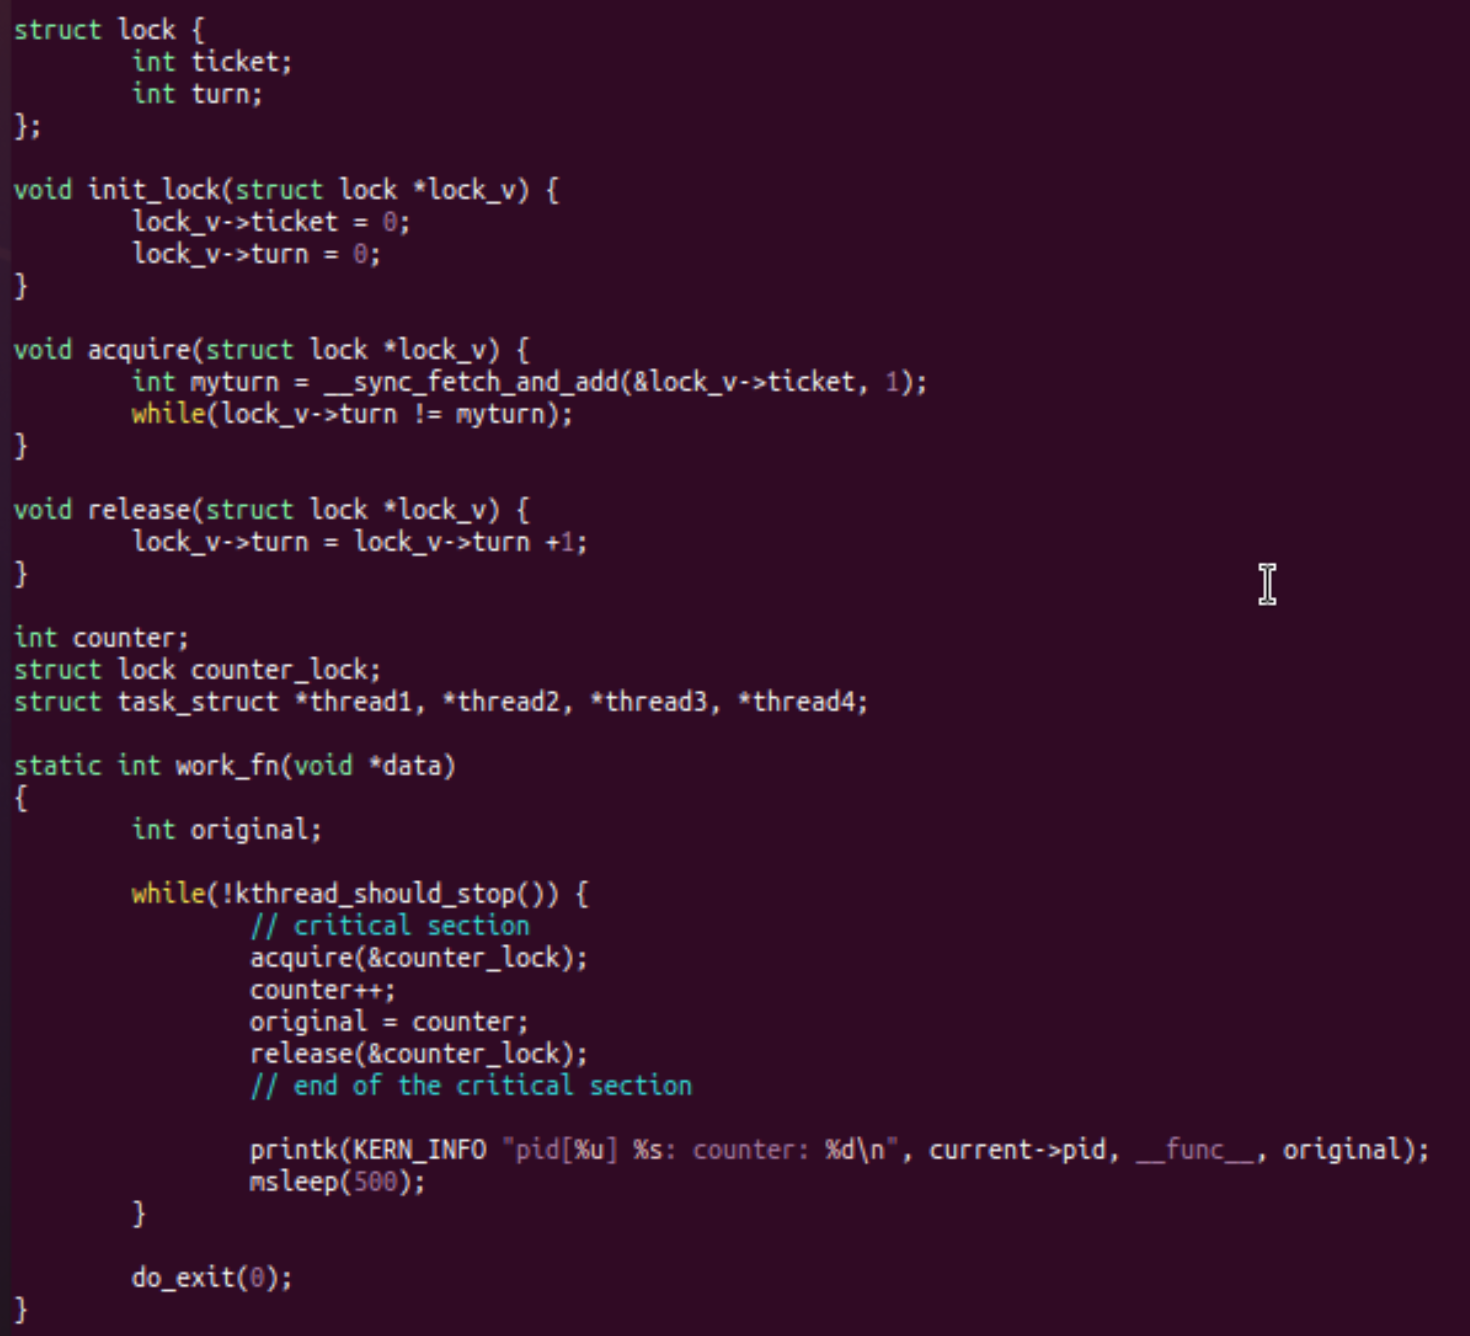 struct lock {
        int ticket;
        int turn;
};

void init_lock(struct lock *lock_v) {
        lock_v->ticket = 0;
        lock_v->turn = 0;
}

void acquire(struct lock *lock_v) {
        int myturn = __sync_fetch_and_add(&lock_v->ticket, 1);
        while(lock_v->turn != myturn);
}

void release(struct lock *lock_v) {
        lock_v->turn = lock_v->turn +1;
}

int counter;
struct lock counter_lock;
struct task_struct *thread1, *thread2, *thread3, *thread4;

static int work_fn(void *data)
{
        int original;

        while(!kthread_should_stop()) {
                // critical section
                acquire(&counter_lock);
                counter++;
                original = counter;
                release(&counter_lock);
                // end of the critical section

                printk(KERN_INFO "pid[%u] %s: counter: %d\n", current->pid, __func__, original);
                msleep(500);
        }

        do_exit(0);
}